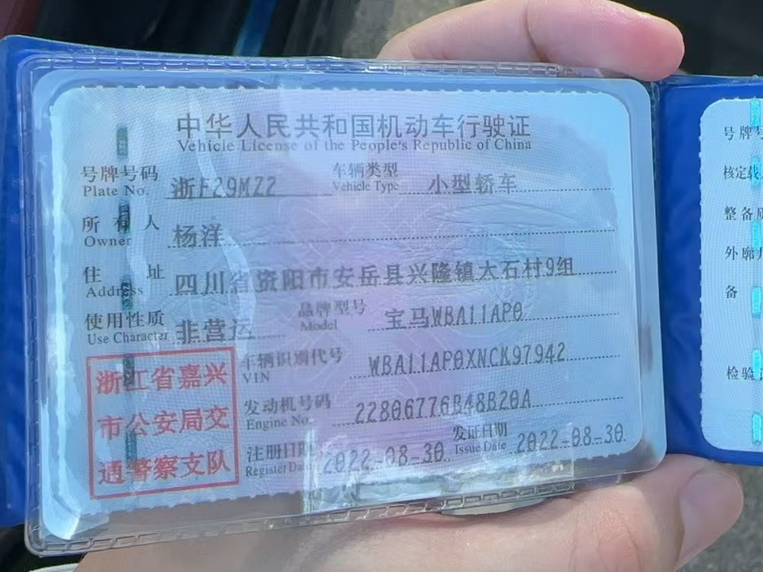 中华人民共和国机动车行驶证
Vehicle License of the People's Republic of China
号牌号码 浙F29MZ2 车辆类型 小型轿车
Plate No. Vehicle Type
所有人 杨洋
Owner
住址 四川省资阳市安岳县兴隆镇大石村9组
Address
使用性质 非营运 品牌型号 宝马WBA11AP0
Use Character Model
浙江省嘉兴
市公安局交
通警察支队
车辆识别代号 WBA11AP0XNCK97942
VIN
发动机号码 22806776B48B20A
Engine No.
注册日期 2022-08-30 发证日期 2022-08-30
Register Date Issue Date
号牌号
核定载
整备质
外廓
备
检验